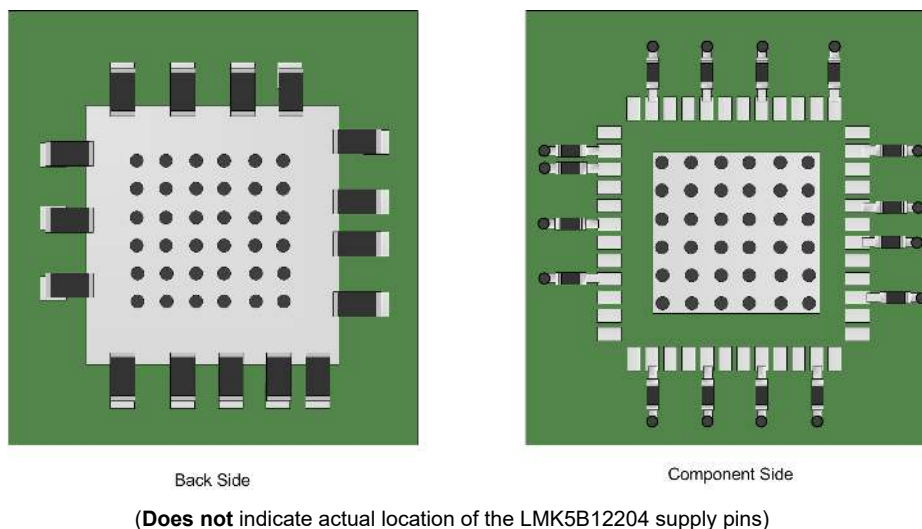 Back Side
Component Side
(Does not indicate actual location of the LMK5B12204 supply pins)